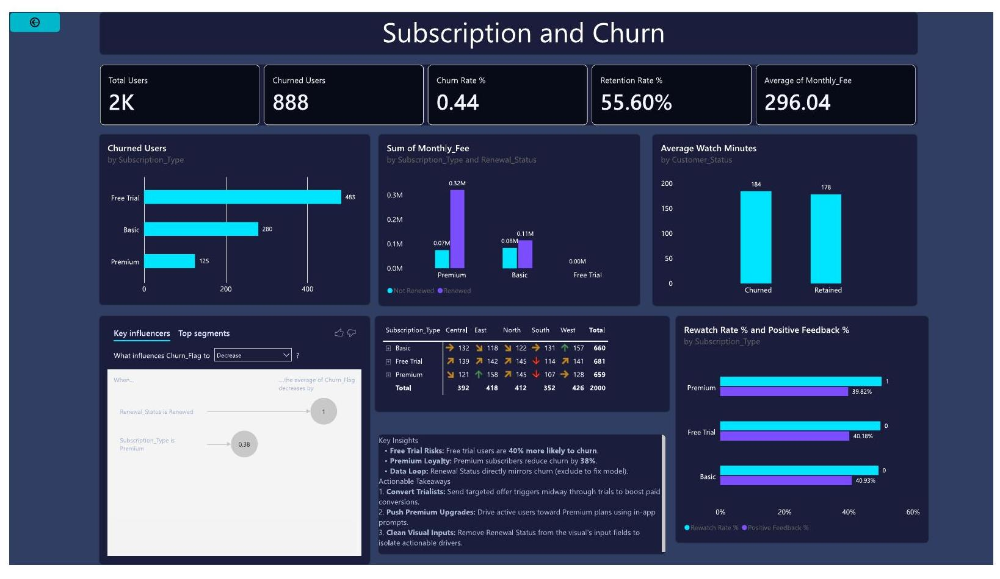 Subscription and Churn
Total Users
2K
Churned Users
888
Churn Rate %
0.44
Retention Rate %
55.60%
Average of Monthly_Fee
296.04
Churned Users
by Subscription_Type
Free Trial 483
Basic 280
Premium 125
0 200 400
Sum of Monthly_Fee
by Subscription_Type and Renewal_Status
0.3M
0.2M
0.1M
0.0M
0.07M 0.32M
0.08M 0.11M
0.00M
Premium Basic Free Trial
Not Renewed Renewed
Average Watch Minutes
by Customer_Status
200
150
100
50
0
184 178
Churned Retained
Key influencers Top segments
What influences Churn_Flag to Decrease ?
When...
....the average of Churn_Flag
decreases by
Renewal_Status is Renewed 1
Subscription_Type is
Premium
0.38
Subscription_Type Central East North South West Total
Basic 132 118 122 131 157 660
Free Trial 139 142 145 114 141 681
Premium 121 158 145 107 128 659
Total 392 418 412 352 426 2000
Key Insights
• Free Trial Risks: Free trial users are 40% more likely to churn.
• Premium Loyalty: Premium subscribers reduce churn by 38%.
• Data Loop: Renewal Status directly mirrors churn (exclude to fix model).
Actionable Takeaways
1. Convert Trialists: Send targeted offer triggers midway through trials to boost paid
conversions.
2. Push Premium Upgrades: Drive active users toward Premium plans using in-app
prompts.
3. Clean Visual Inputs: Remove Renewal Status from the visual's input fields to
isolate actionable drivers.
Rewatch Rate % and Positive Feedback %
by Subscription_Type
Premium 1
39.82%
Free Trial 0
40.18%
Basic 0
40.93%
0% 20% 40% 60%
Rewatch Rate % Positive Feedback %